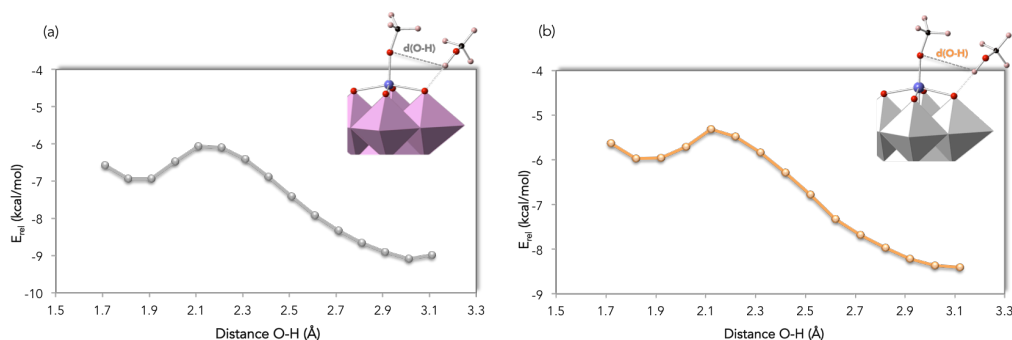 (a)
d(O-H)
-4
-5
-6
-7
-8
-9
-10
E_rel (kcal/mol)
1.5 1.7 1.9 2.1 2.3 2.5 2.7 2.9 3.1 3.3
Distance O-H (Å)
(b)
d(O-H)
-4
-5
-6
-7
-8
-9
E_rel (kcal/mol)
1.5 1.7 1.9 2.1 2.3 2.5 2.7 2.9 3.1 3.3
Distance O-H (Å)